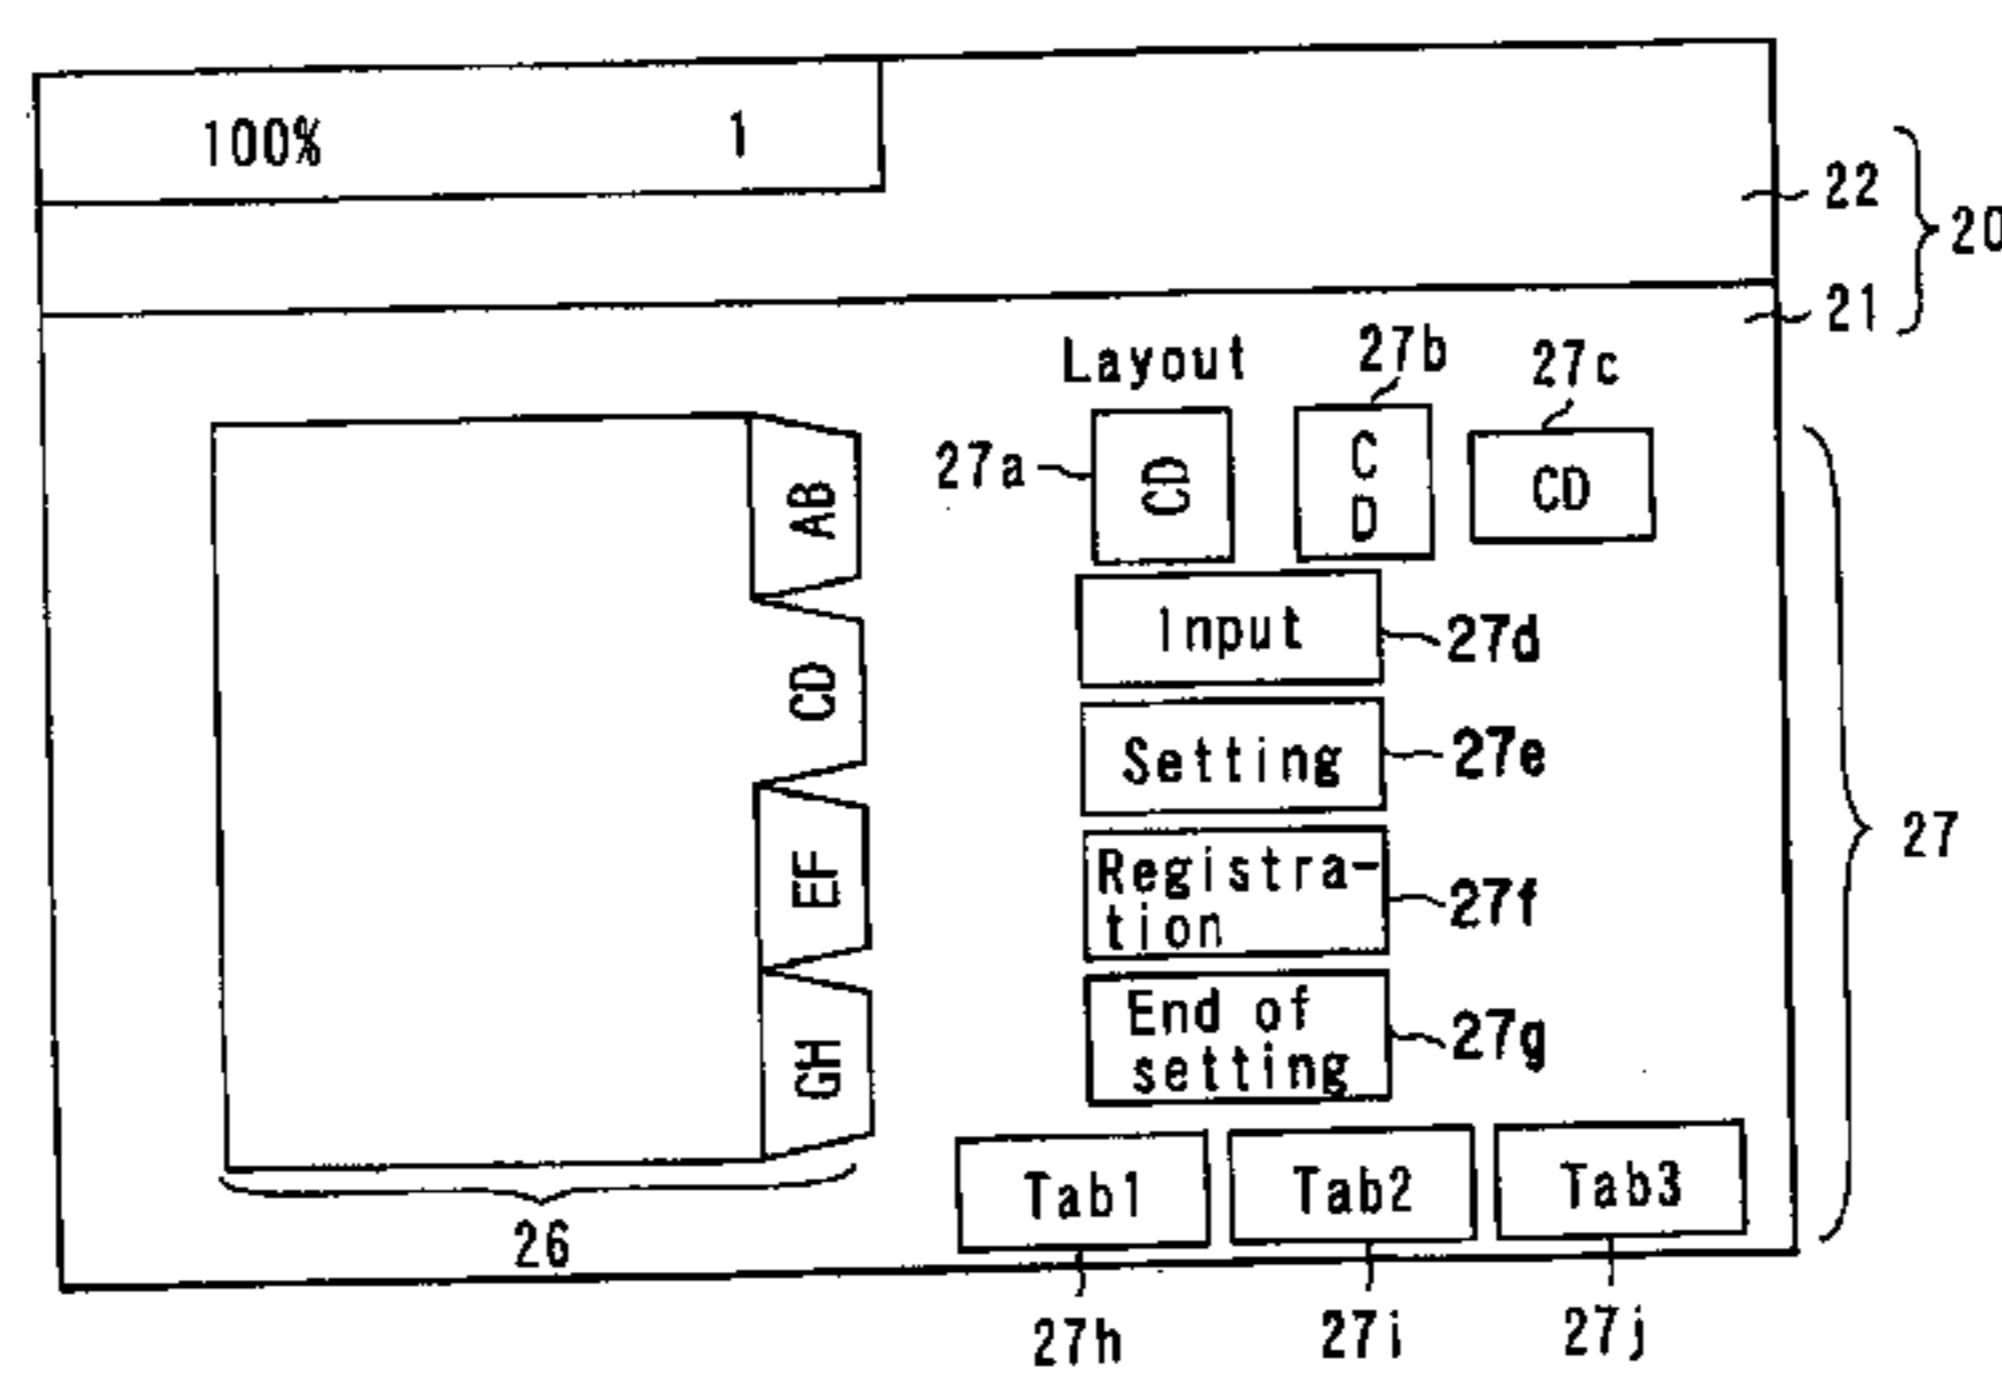 100% 1
22
20
21
Layout
27b
27c
27a
CD
C
D
CD
AB
Input
27d
CD
Setting
27e
27
EF
Registra-
tion
27f
GH
End of
setting
27g
Tab1
Tab2
Tab3
26
27h
27i
27j